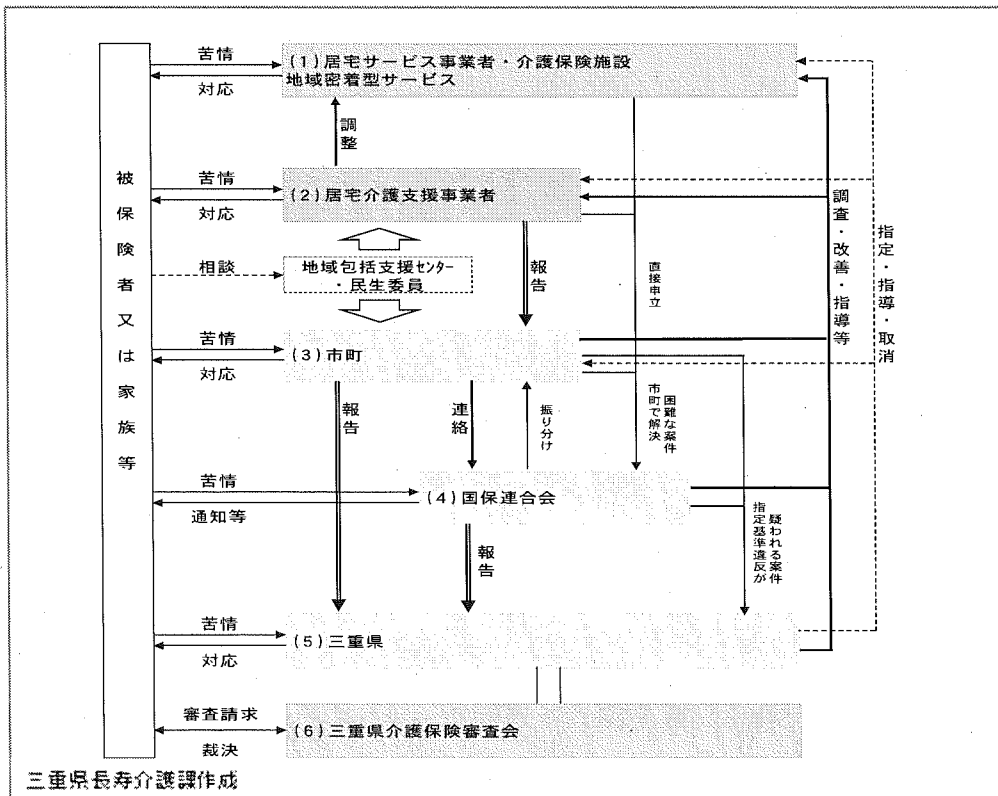 被保険者又は家族等
苦情
対応
(1)居宅サービス事業者・介護保険施設
地域密着型サービス
調整
苦情
対応
(2)居宅介護支援事業者
相談
地域包括支援センター
・民生委員
報告
直接申立
調査・改善・指導等
指定・指導・取消
苦情
対応
(3)市町
報告
連絡
振り分け
市町で解決
困難な案件
苦情
通知等
(4)国保連合会
報告
指定基準違反が
疑われる案件
苦情
対応
(5)三重県
審査請求
裁決
(6)三重県介護保険審査会
三重県長寿介護課作成